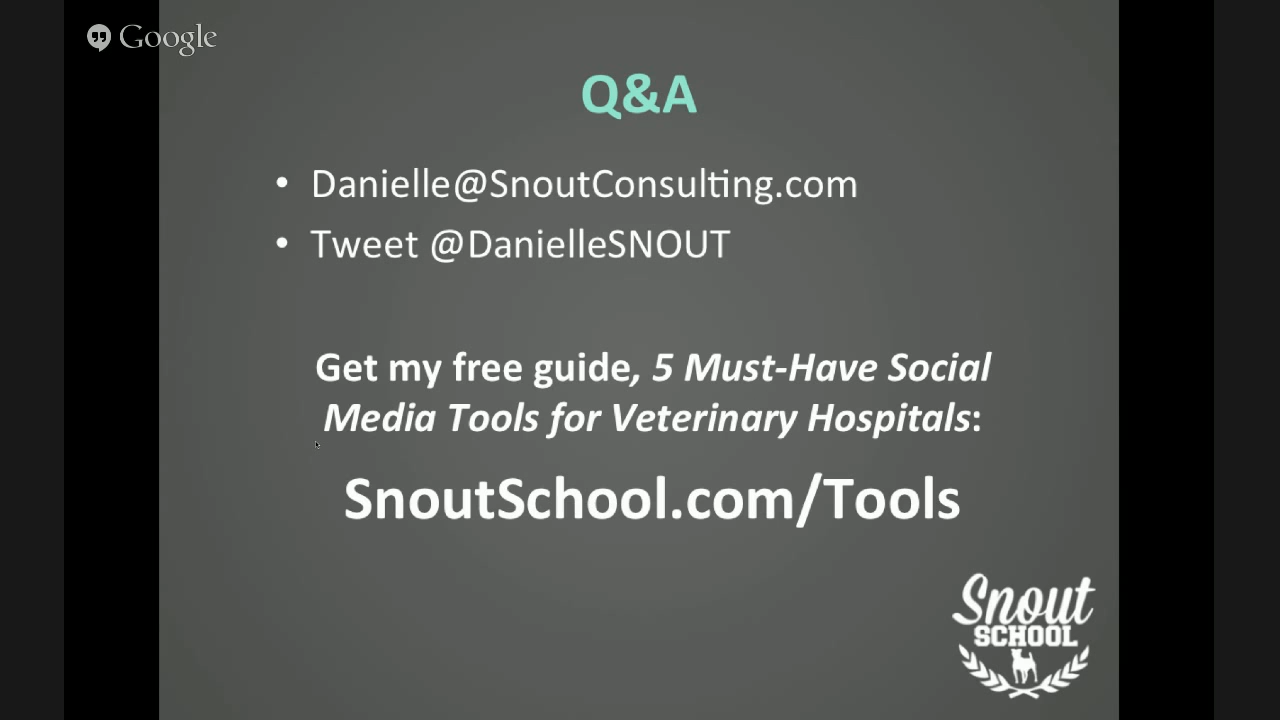 Google
Q&A
• Danielle@SnoutConsulting.com
• Tweet @DanielleSNOUT
Get my free guide, 5 Must-Have Social
Media Tools for Veterinary Hospitals:
SnoutSchool.com/Tools
Snout
SCHOOL